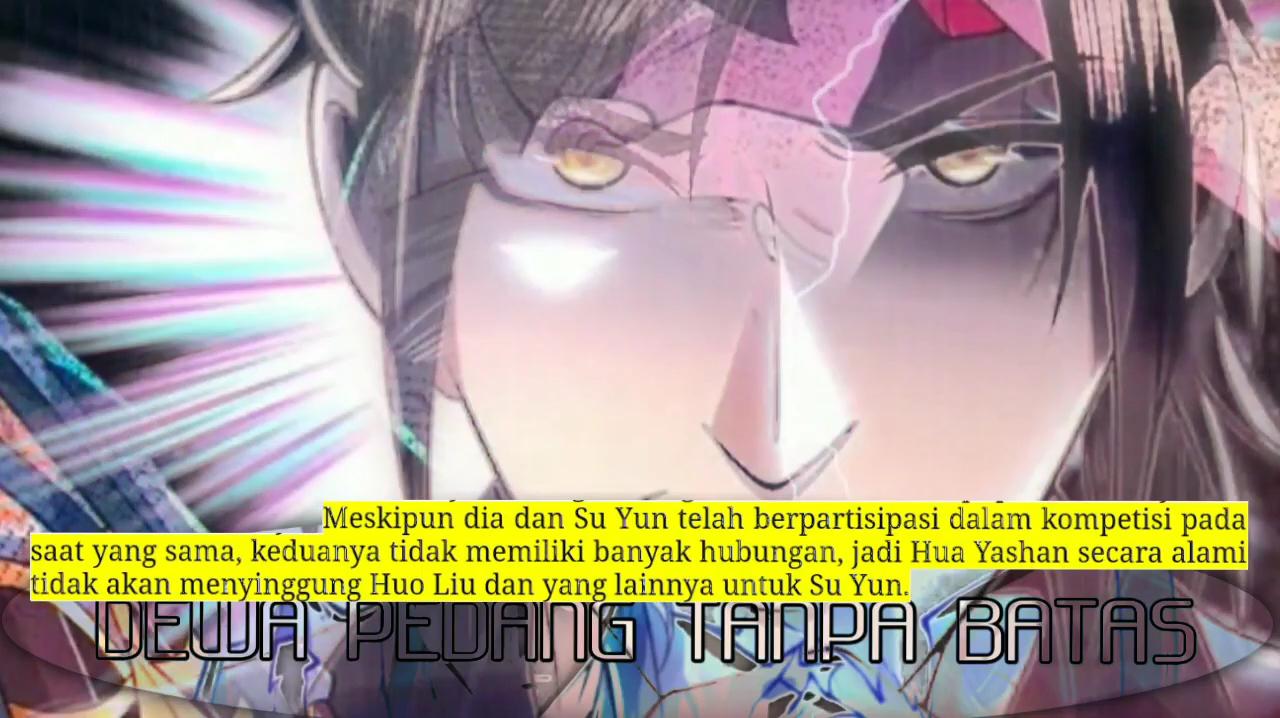 Meskipun dia dan Su Yun telah berpartisipasi dalam kompetisi pada
saat yang sama, keduanya tidak memiliki banyak hubungan, jadi Hua Yashan secara alami
tidak akan menyinggung Huo Liu dan yang lainnya untuk Su Yun.
DEWA PEDANG TANPA BATAS